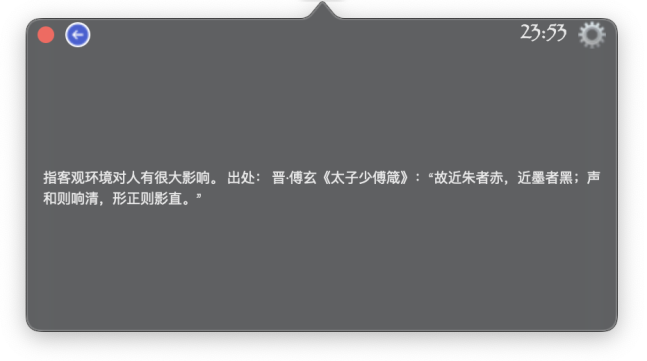 23:53
指客观环境对人有很大影响。 出处： 晋·傅玄《太子少傅箴》：“故近朱者赤，近墨者黑；声
和则响清，形正则影直。”